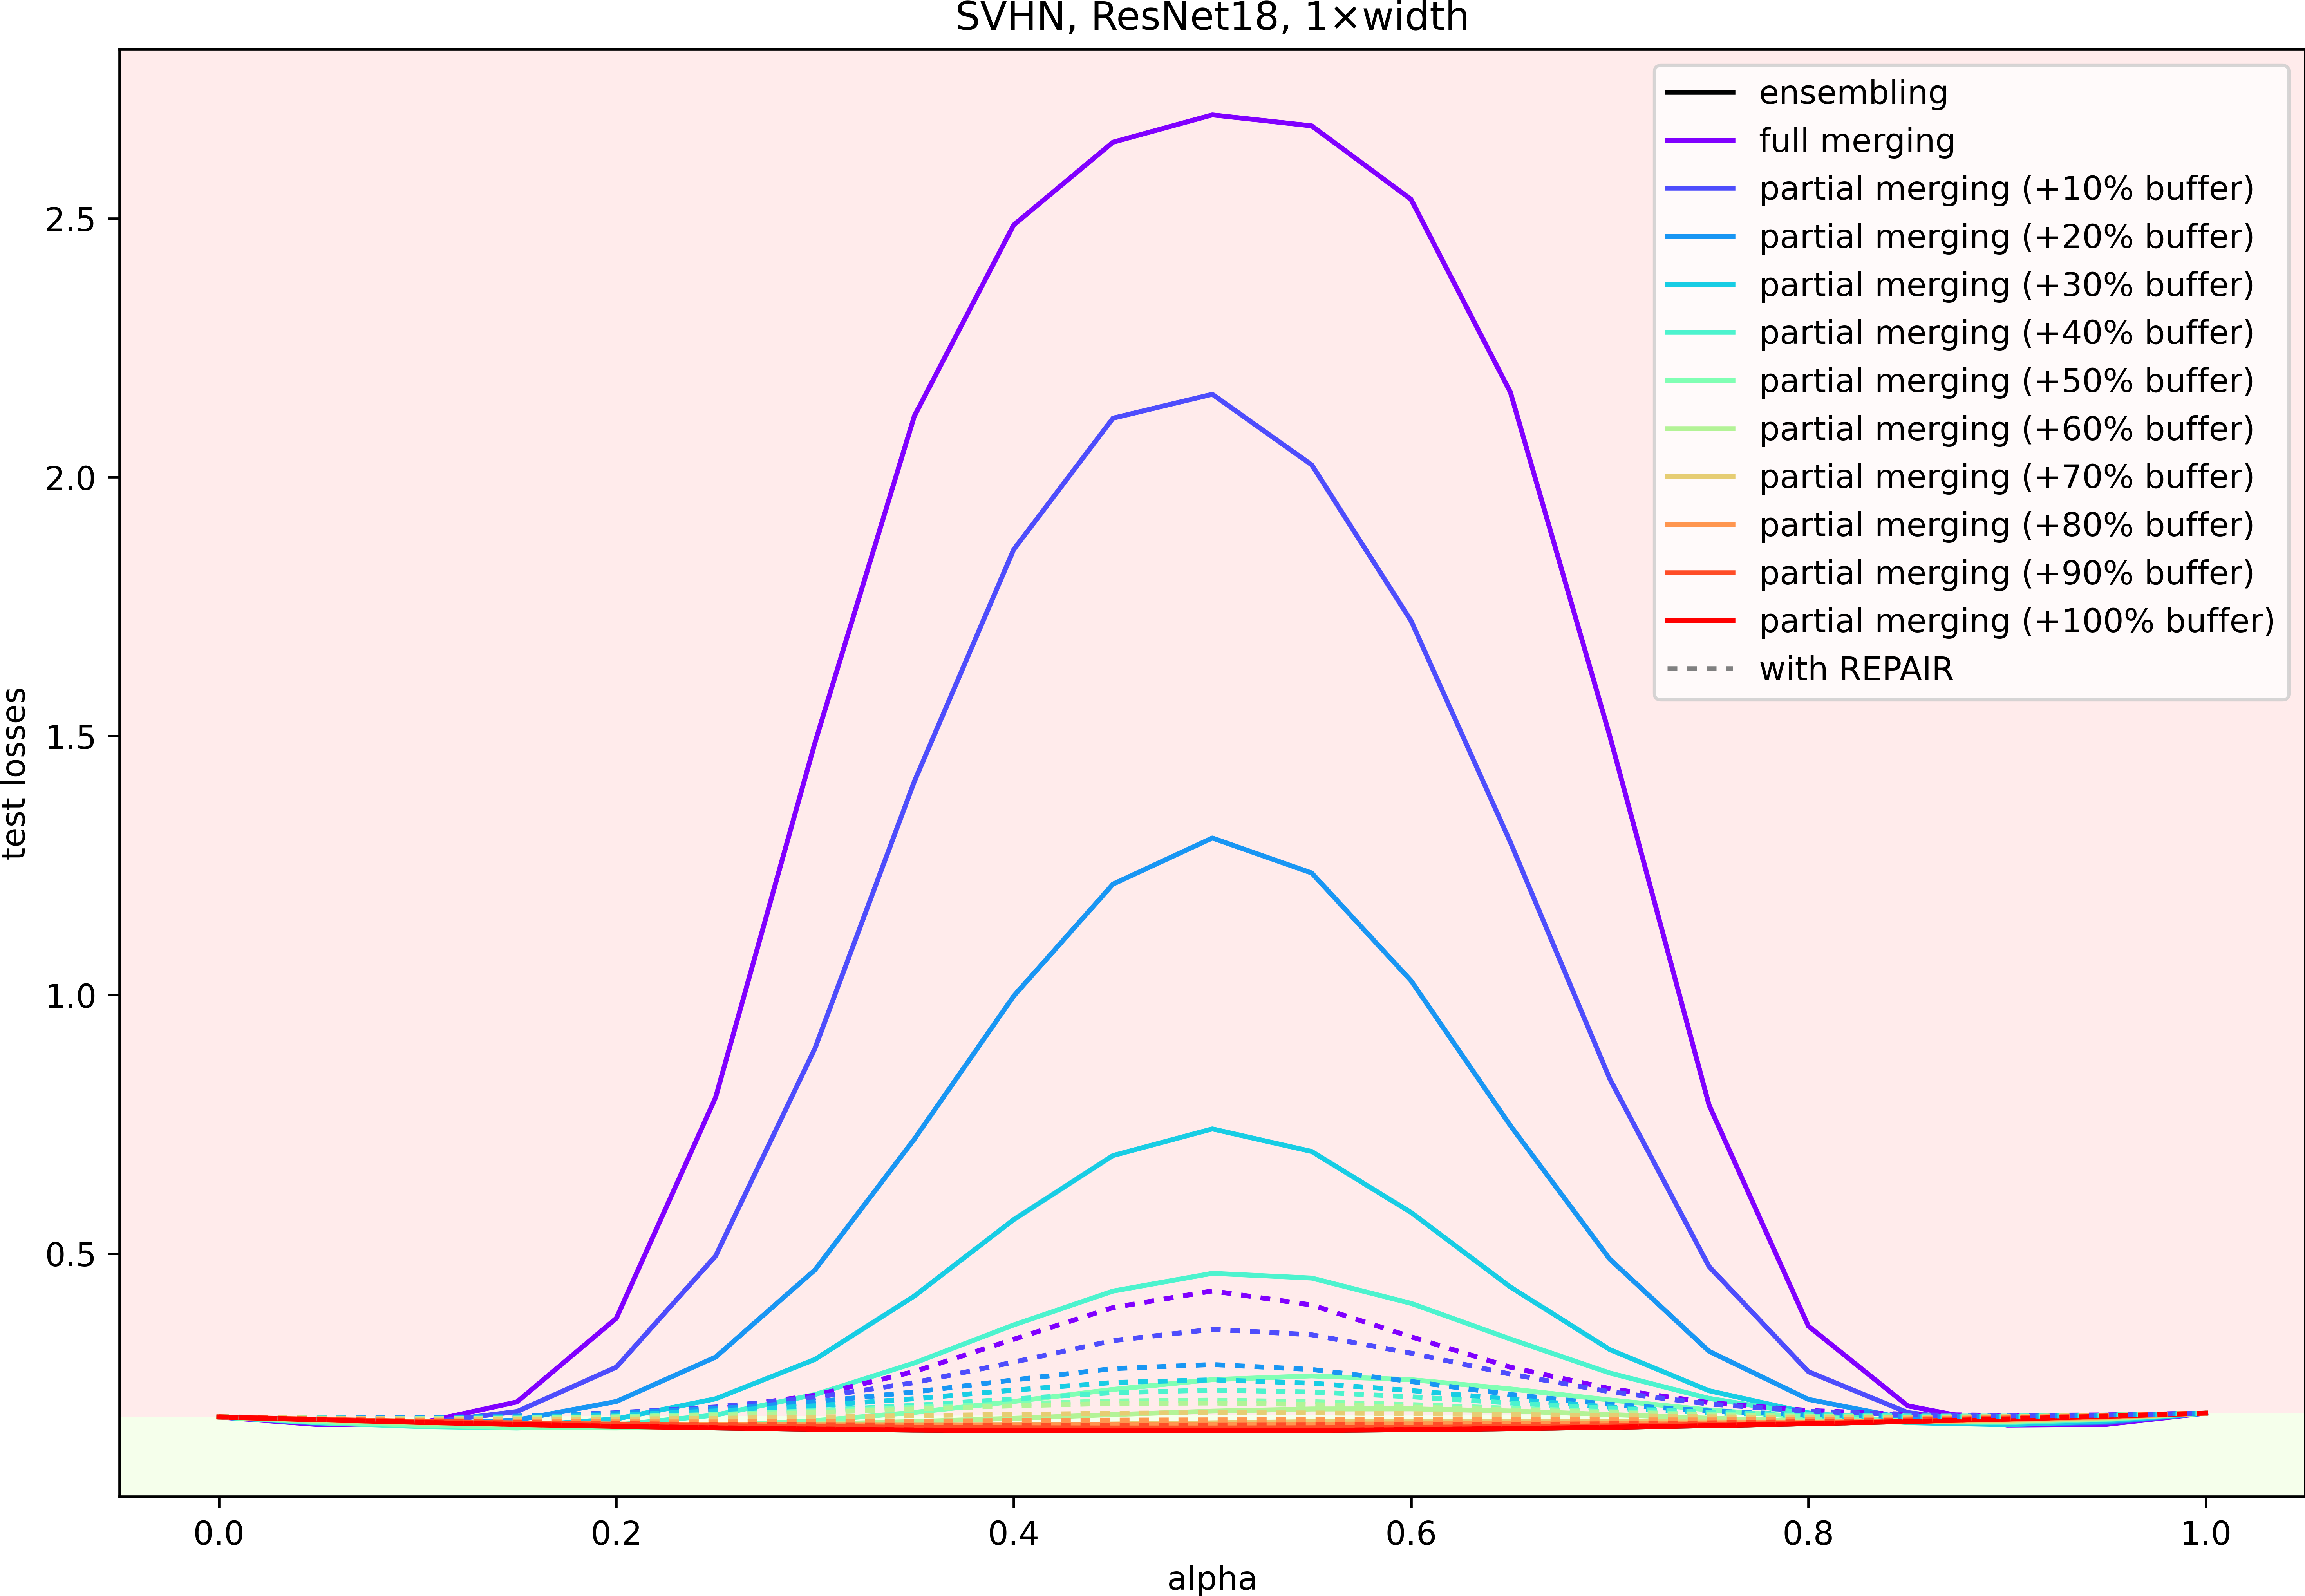 SVHN, ResNet18, 1×width
ensembling
full merging
partial merging (+10% buffer)
partial merging (+20% buffer)
partial merging (+30% buffer)
partial merging (+40% buffer)
partial merging (+50% buffer)
partial merging (+60% buffer)
partial merging (+70% buffer)
partial merging (+80% buffer)
partial merging (+90% buffer)
partial merging (+100% buffer)
with REPAIR
test losses
2.5
2.0
1.5
1.0
0.5
0.0 0.2 0.4 0.6 0.8 1.0
alpha